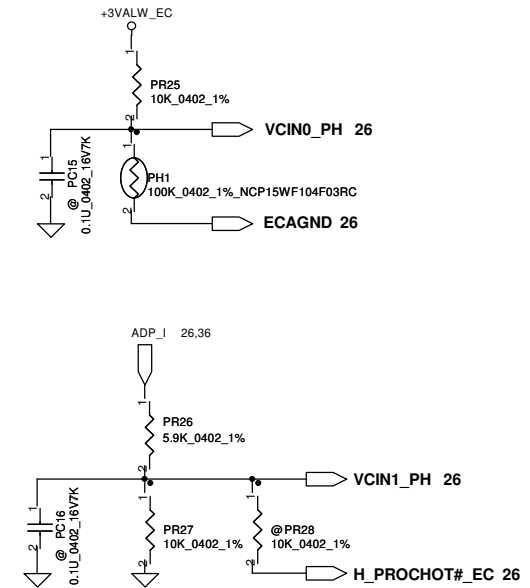 +3VALW_EC
1
PR25
10K_0402_1%
2
VCIN0_PH 26
1
PC15
2
@
0.1U_0402_16V7K
1
PH1
100K_0402_1%_NCP15WF104F03RC
2
ECAGND 26
ADP_I 26,36
1
PR26
5.9K_0402_1%
2
VCIN1_PH 26
1
PC16
2
@
0.1U_0402_16V7K
1
PR27
10K_0402_1%
2
1
@PR28
10K_0402_1%
2
H_PROCHOT#_EC 26